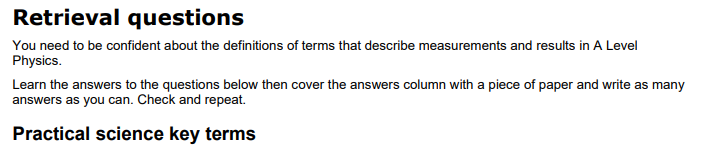 Retrieval questions
You need to be confident about the definitions of terms that describe measurements and results in A Level
Physics.
Learn the answers to the questions below then cover the answers column with a piece of paper and write as many
answers as you can. Check and repeat.
Practical science key terms